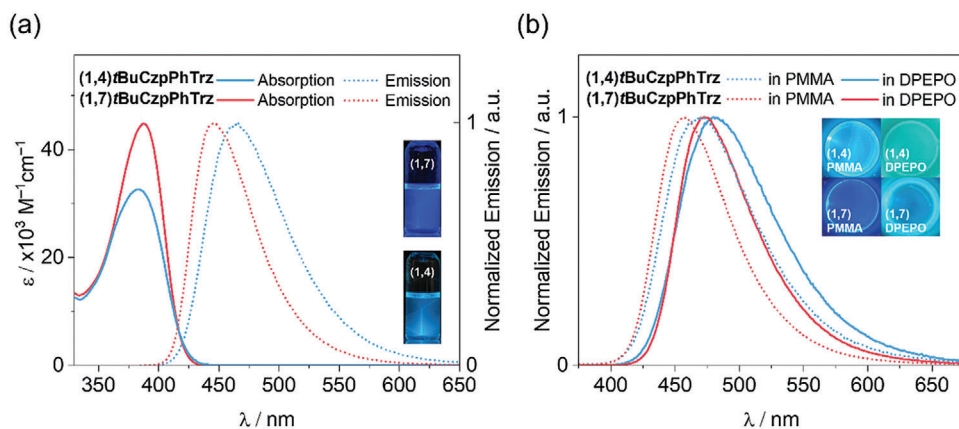 (a)
(1,4)tBuCzpPhTrz Absorption Emission
(1,7)tBuCzpPhTrz Absorption Emission
ε / x10³ M⁻¹cm⁻¹
40
20
0
350 400 450 500 550 600 650
λ / nm
1
0
Normalized Emission / a.u.
(1,7)
(1,4)
(b)
(1,4)tBuCzpPhTrz in PMMA in DPEPO
(1,7)tBuCzpPhTrz in PMMA in DPEPO
Normalized Emission / a.u.
1
0
400 450 500 550 600 650
λ / nm
(1,4) (1,4)
PMMA DPEPO
(1,7) (1,7)
PMMA DPEPO